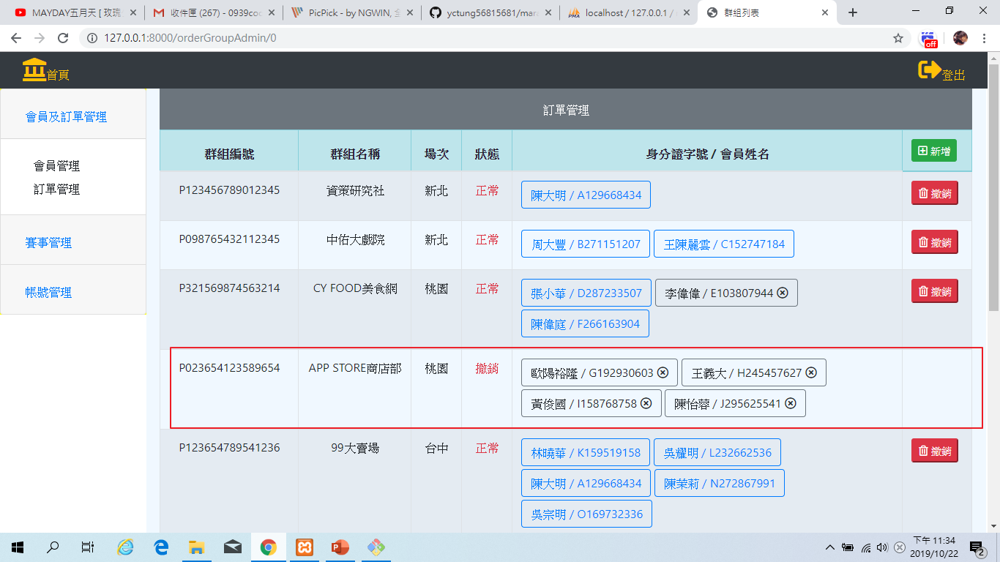 MAYDAY五月天 [ 玫瑰
收件匣 (267) - 0939co
PicPick - by NGWIN, 全
yctung56815681/mar
localhost / 127.0.0.1 /
群組列表
127.0.0.1:8000/orderGroupAdmin/0
off
首頁
登出
會員及訂單管理
會員管理
訂單管理
賽事管理
帳號管理
訂單管理
群組編號 群組名稱 場次 狀態 身分證字號 / 會員姓名 新增
P123456789012345 資策研究社 新北 正常 陳大明 / A129668434 撤銷
P098765432112345 中佑大戲院 新北 正常 周大豐 / B271151207 王陳麗雲 / C152747184 撤銷
P321569874563214 CY FOOD美食網 桃園 正常 張小華 / D287233507 李偉偉 / E103807944 撤銷
陳偉庭 / F266163904
P023654123589654 APP STORE商店部 桃園 撤銷 歐陽裕隆 / G192930603 王義大 / H245457627
黃俊國 / I158768758 陳怡蓉 / J295625541
P123654789541236 99大賣場 台中 正常 林曉華 / K159519158 吳耀明 / L232662536 撤銷
陳大明 / A129668434 陳茉莉 / N272867991
吳宗明 / O169732336
下午 11:34
2019/10/22
2